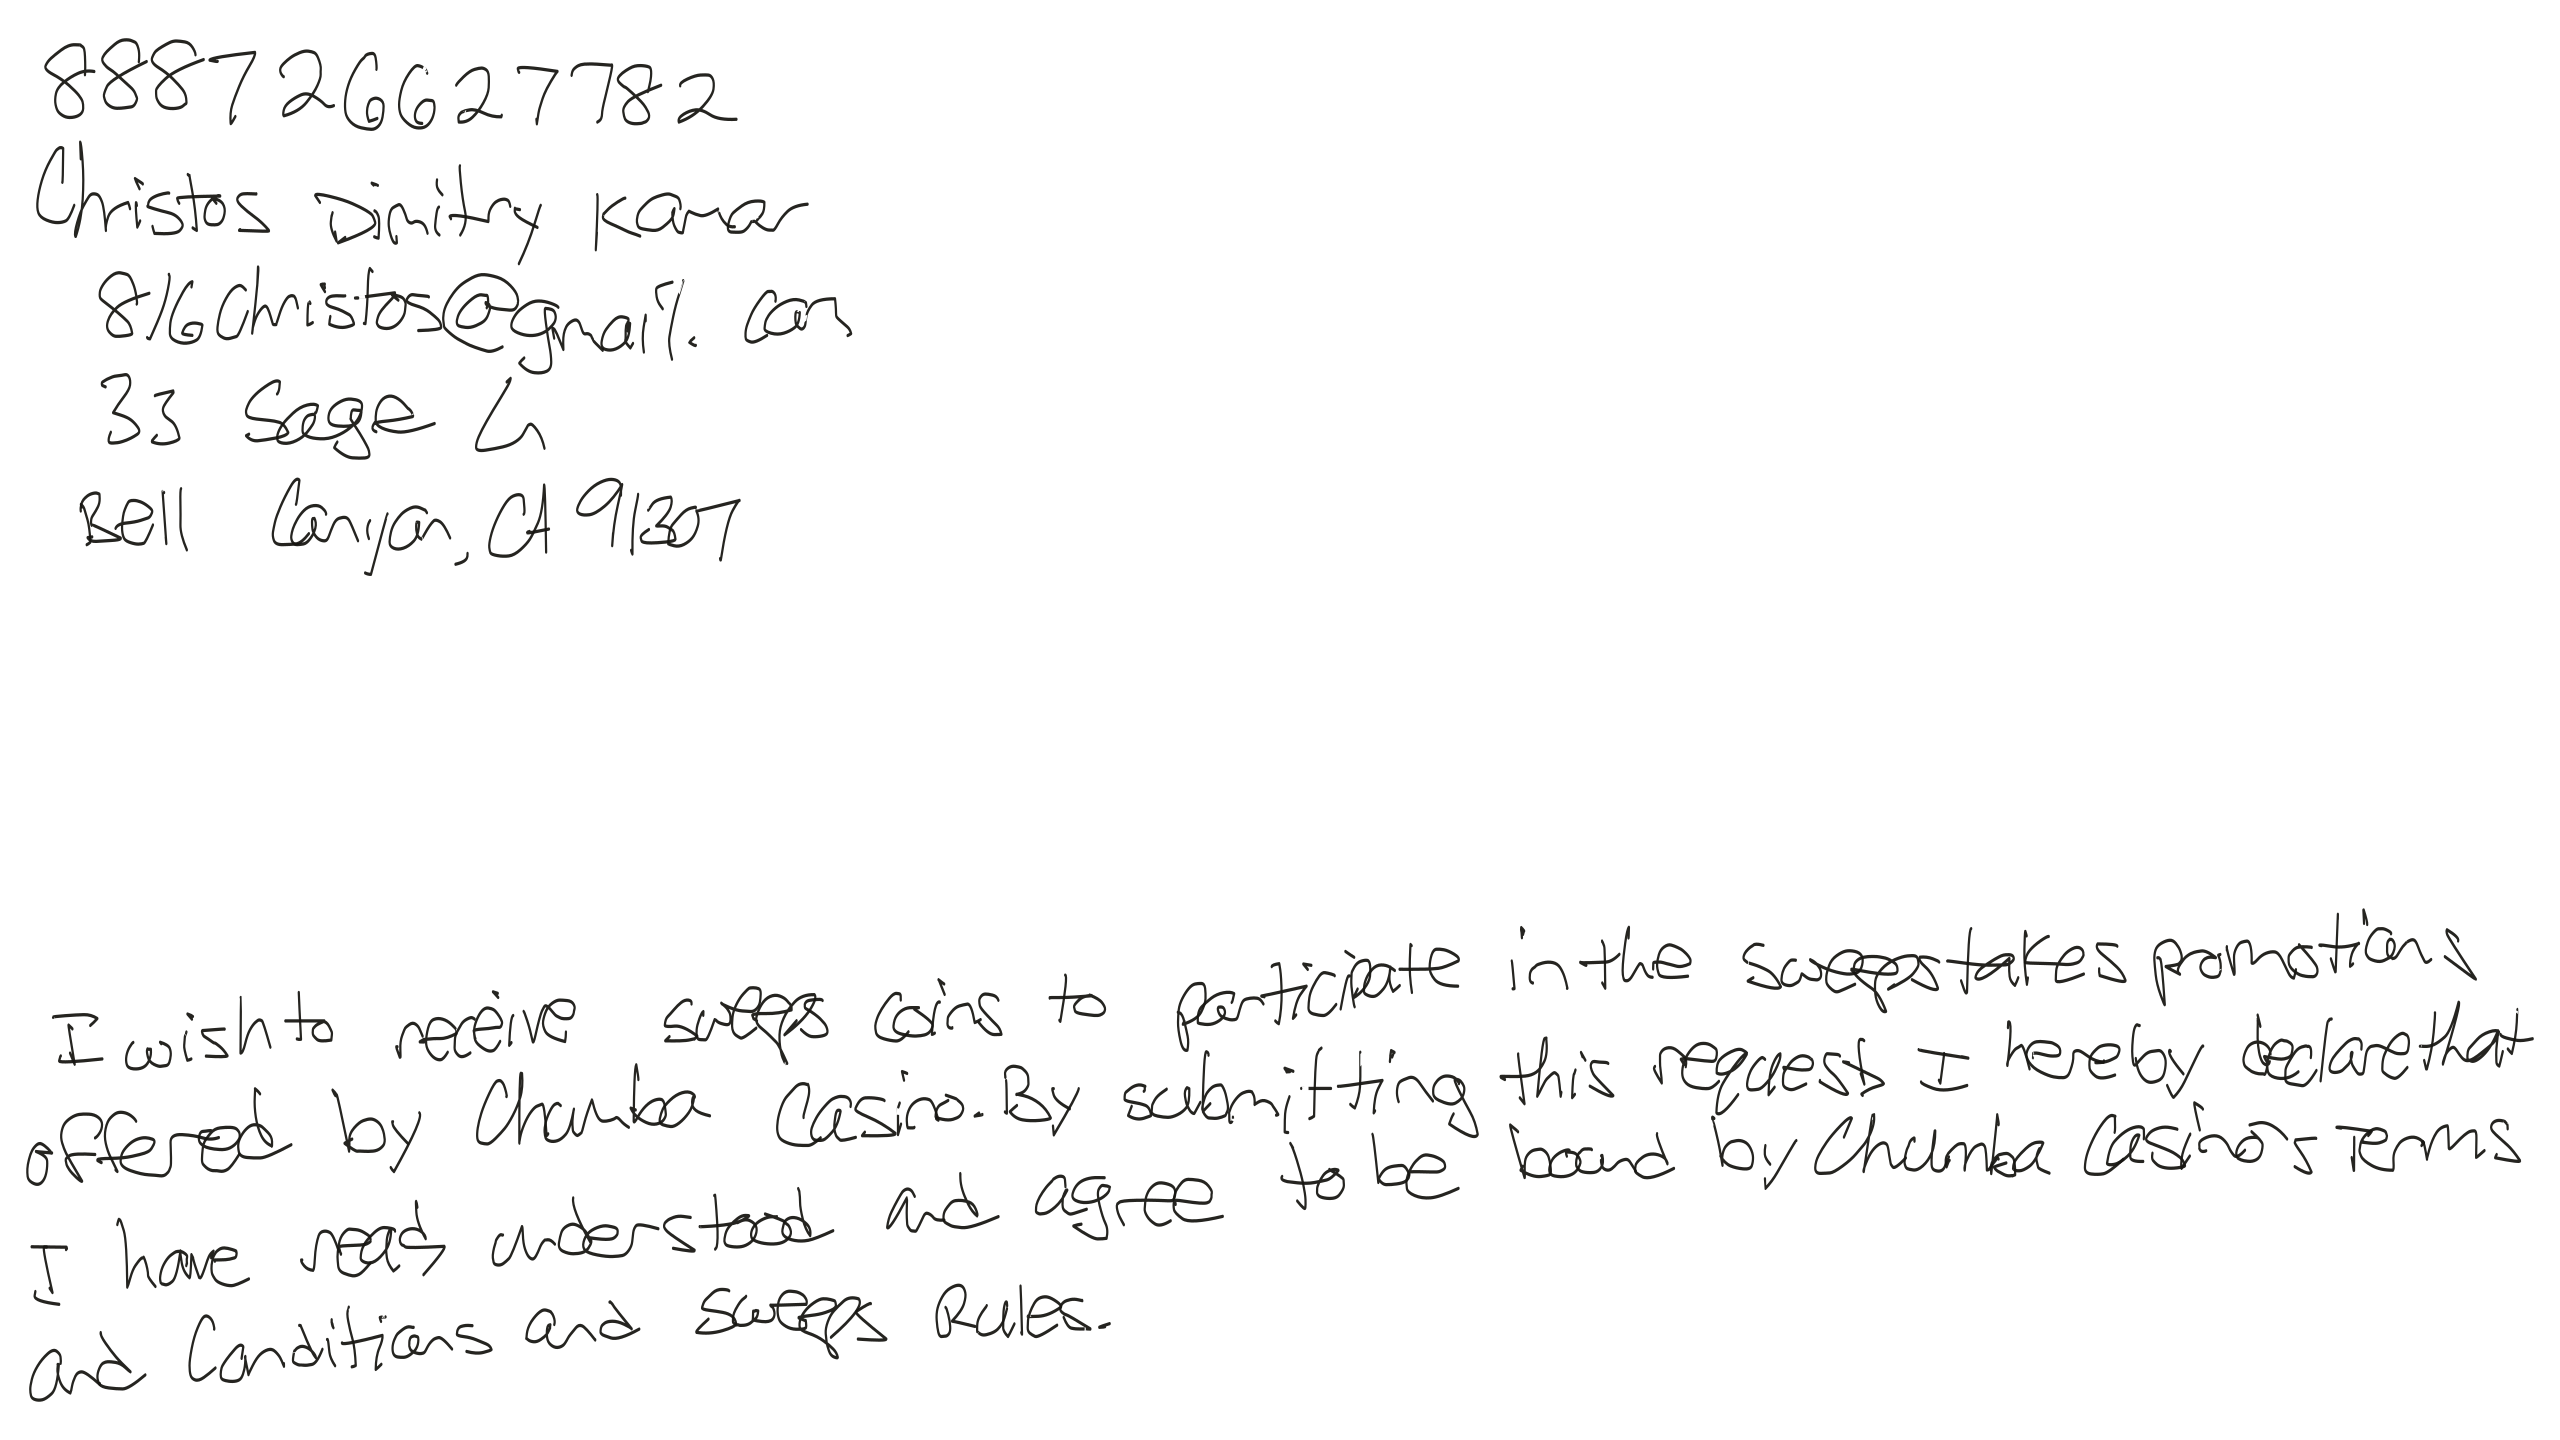 888726627782
Christos Dimitry Kamar
816Christos@gmail.com
33 Sage Ln
Bell Canyon, CA 91307
I wish to receive sweeps coins to participate in the sweepstakes promotions
offered by Chumba Casino. By submitting this request I hereby declare that
I have read understood and agree to be bound by Chumba Casino's Terms
and Conditions and Sweeps Rules.